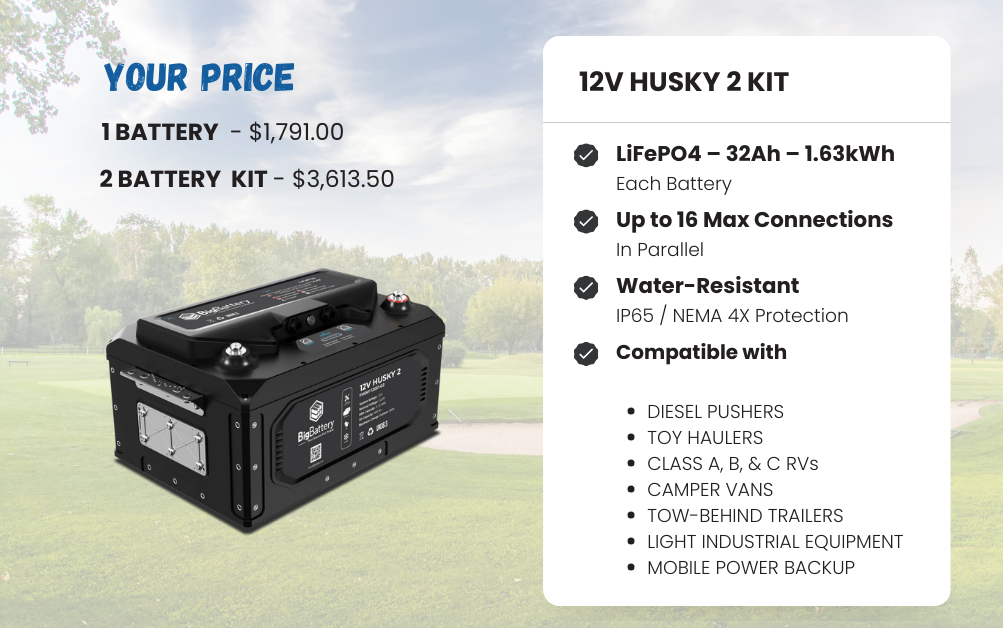 YOUR PRICE
1 BATTERY - $1,791.00
2 BATTERY KIT - $3,613.50
BigBattery
12V HUSKY 2
BigBattery
12V HUSKY 2 KIT
LiFePO4 – 32Ah – 1.63kWh
Each Battery
Up to 16 Max Connections
In Parallel
Water-Resistant
IP65 / NEMA 4X Protection
Compatible with
• DIESEL PUSHERS
• TOY HAULERS
• CLASS A, B, & C RVs
• CAMPER VANS
• TOW-BEHIND TRAILERS
• LIGHT INDUSTRIAL EQUIPMENT
• MOBILE POWER BACKUP